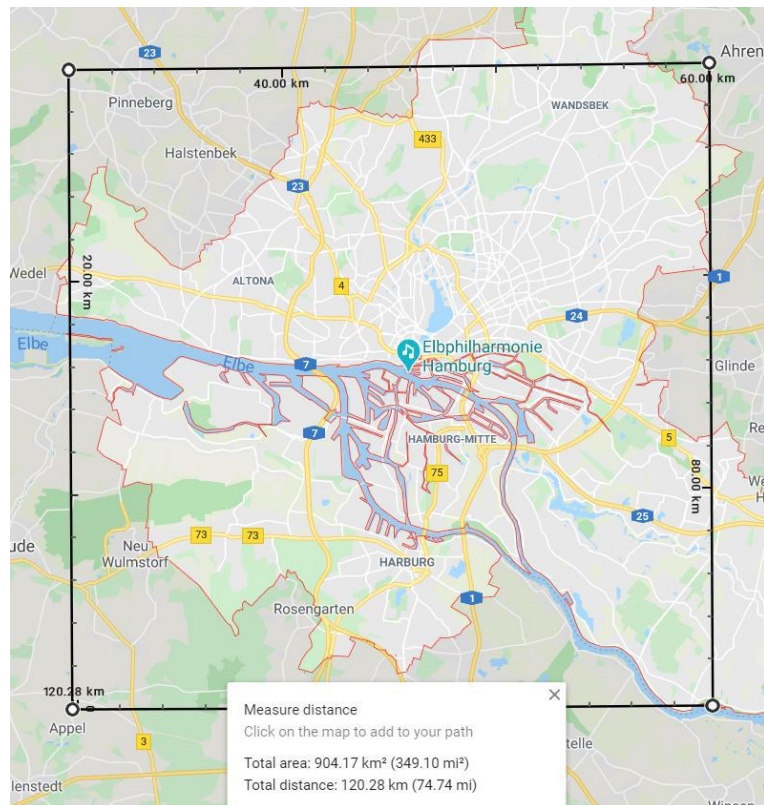 23
Ahren
40.00 km
60.00 km
Pinneberg
WANDSBEK
433
Halstenbek
23
20.00 km
Wedel
ALTONA
4
1
24
Elbe
Elbe
7
Elbphilharmonie
Hamburg
Glinde
7
HAMBURG-MITTE
5
75
80.00 km
25
73
73
ude
Neu
Wulmstorf
HARBURG
1
Rosengarten
120.28 km
Appel
3
telle
llenstedt
Measure distance
Click on the map to add to your path
Total area: 904.17 km² (349.10 mi²)
Total distance: 120.28 km (74.74 mi)